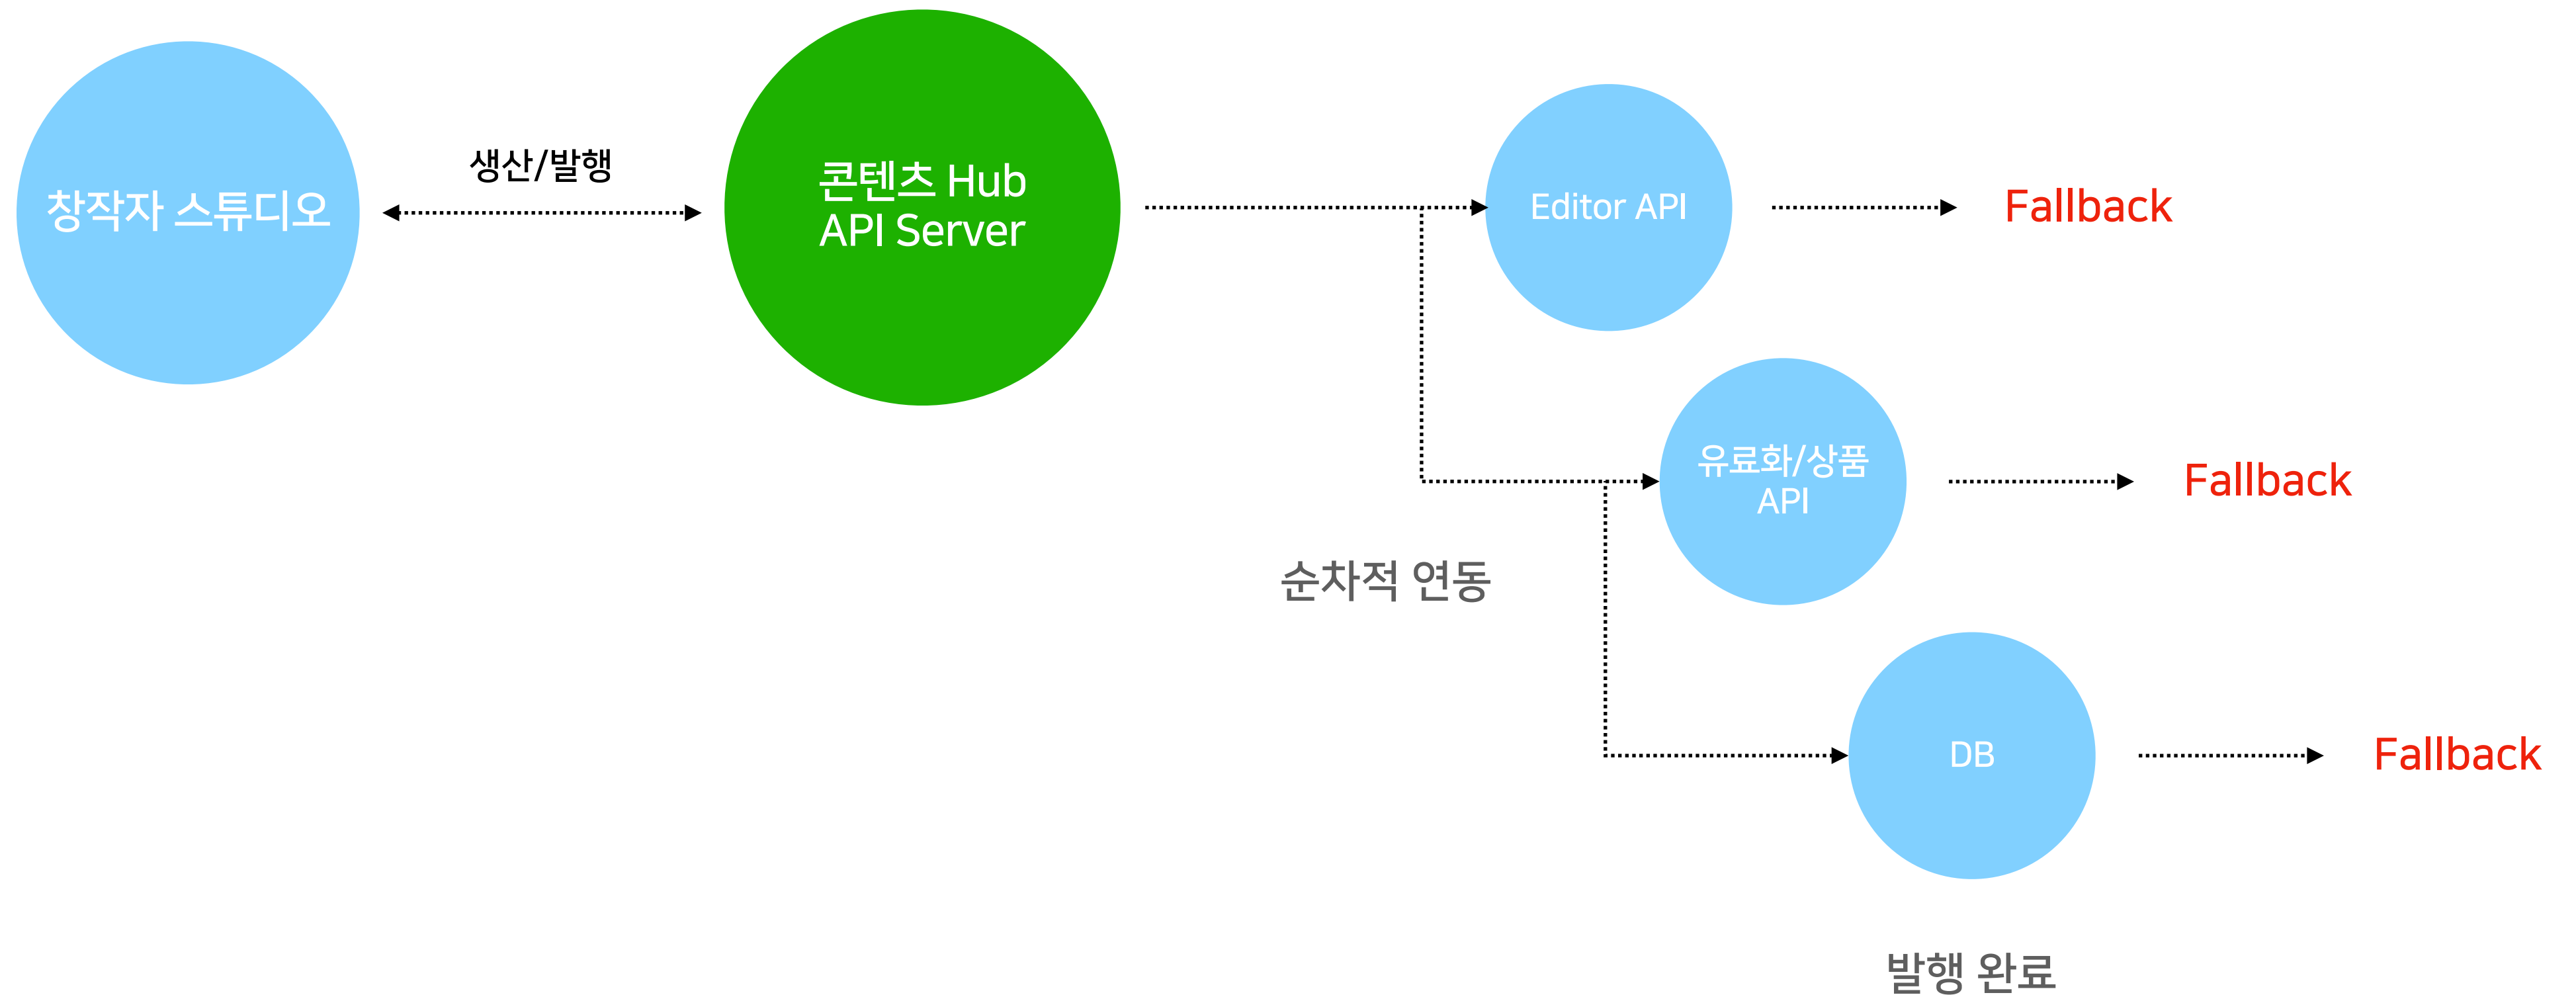 창작자 스튜디오
생산/발행
콘텐츠 Hub
API Server
Editor API
Fallback
유료화/상품
API
Fallback
순차적 연동
DB
Fallback
발행 완료